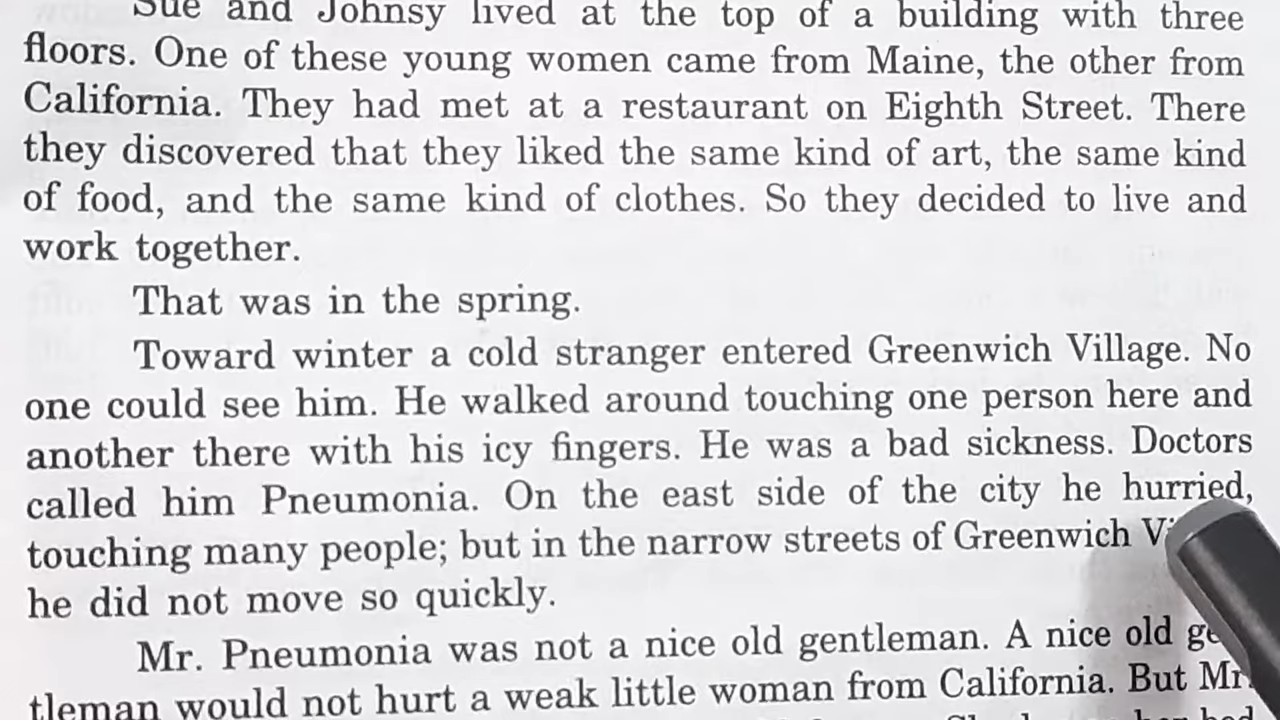 Sue and Johnsy lived at the top of a building with three
floors. One of these young women came from Maine, the other from
California. They had met at a restaurant on Eighth Street. There
they discovered that they liked the same kind of art, the same kind
of food, and the same kind of clothes. So they decided to live and
work together.
That was in the spring.
Toward winter a cold stranger entered Greenwich Village. No
one could see him. He walked around touching one person here and
another there with his icy fingers. He was a bad sickness. Doctors
called him Pneumonia. On the east side of the city he hurried,
touching many people; but in the narrow streets of Greenwich
he did not move so quickly.
Mr. Pneumonia was not a nice old gentleman. A nice old
tleman would not hurt a weak little woman from California. But Mr.